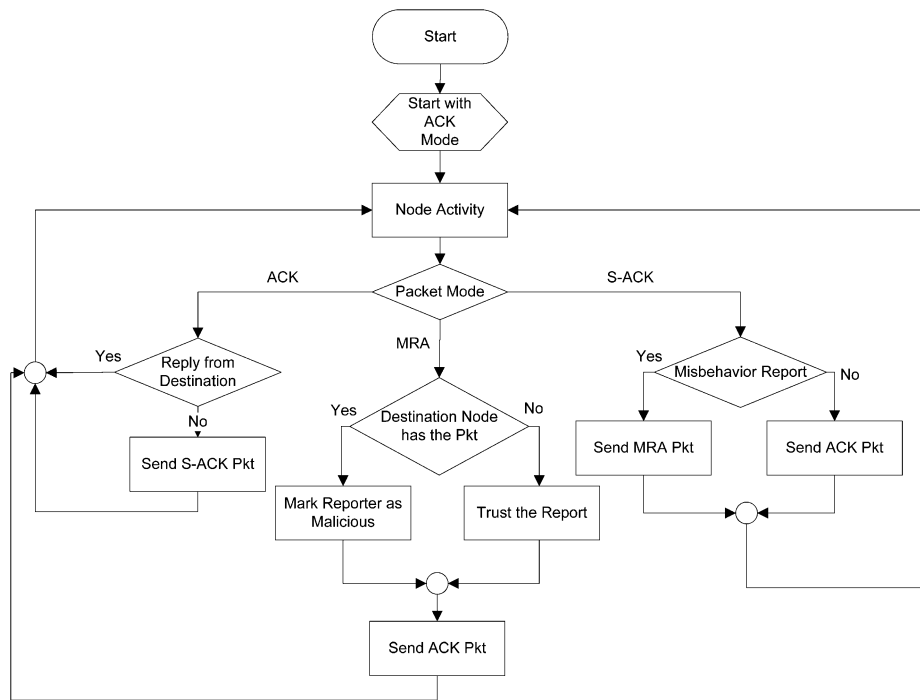 Start
Start with
ACK
Mode
Node Activity
ACK
Packet Mode
S-ACK
MRA
Yes
Reply from
Destination
No
Send S-ACK Pkt
Yes
Destination Node
has the Pkt
No
Mark Reporter as
Malicious
Trust the Report
Send ACK Pkt
Yes
Misbehavior Report
No
Send MRA Pkt
Send ACK Pkt